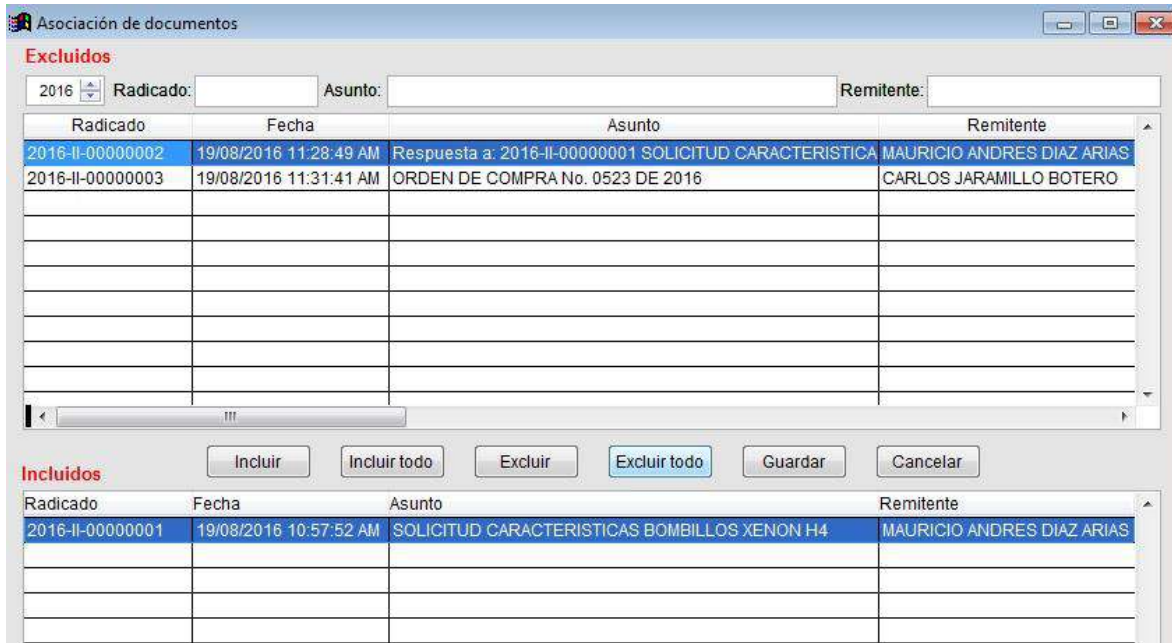 Asociación de documentos
Excluidos
2016 Radicado: Asunto: Remitente:
Radicado Fecha Asunto Remitente
2016-II-00000002 19/08/2016 11:28:49 AM Respuesta a: 2016-II-00000001 SOLICITUD CARACTERISTICA MAURICIO ANDRES DIAZ ARIAS
2016-II-00000003 19/08/2016 11:31:41 AM ORDEN DE COMPRA No. 0523 DE 2016 CARLOS JARAMILLO BOTERO
Incluir Incluir todo Excluir Excluir todo Guardar Cancelar
Incluidos
Radicado Fecha Asunto Remitente
2016-II-00000001 19/08/2016 10:57:52 AM SOLICITUD CARACTERISTICAS BOMBILLOS XENON H4 MAURICIO ANDRES DIAZ ARIAS